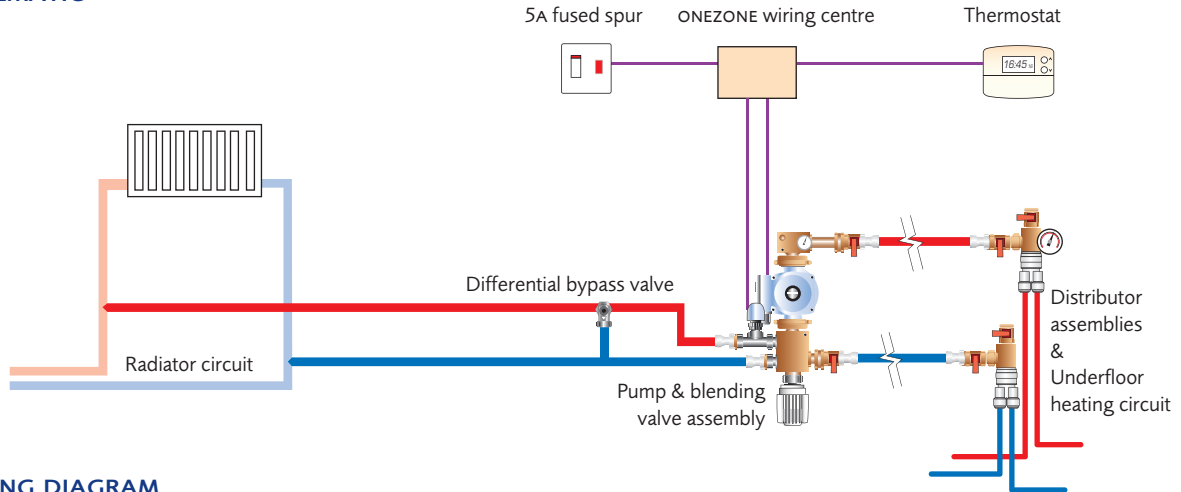 5A fused spur
ONEZONE wiring centre
Thermostat
16:45
Differential bypass valve
Radiator circuit
Pump & blending
valve assembly
Distributor
assemblies
&
Underfloor
heating circuit
NG DIAGRAM